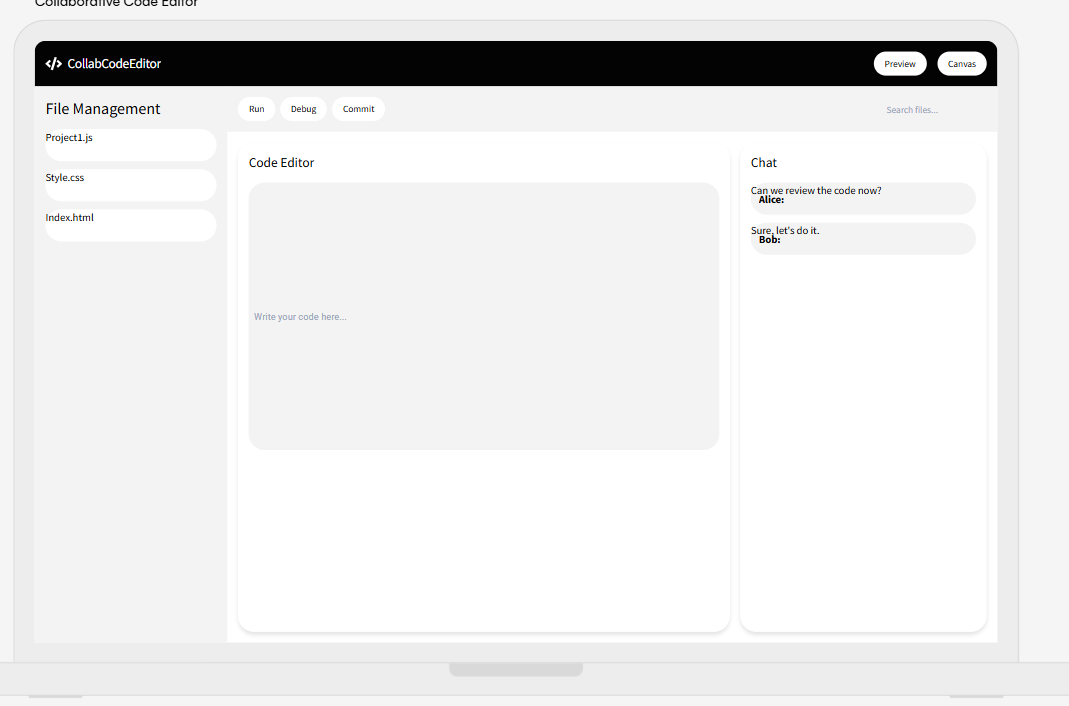 Collaborative Code Editor
</> CollabCodeEditor
Preview
Canvas
File Management
Run
Debug
Commit
Search files...
Project1.js
Style.css
Index.html
Code Editor
Write your code here...
Chat
Can we review the code now?
Alice:
Sure, let's do it.
Bob: